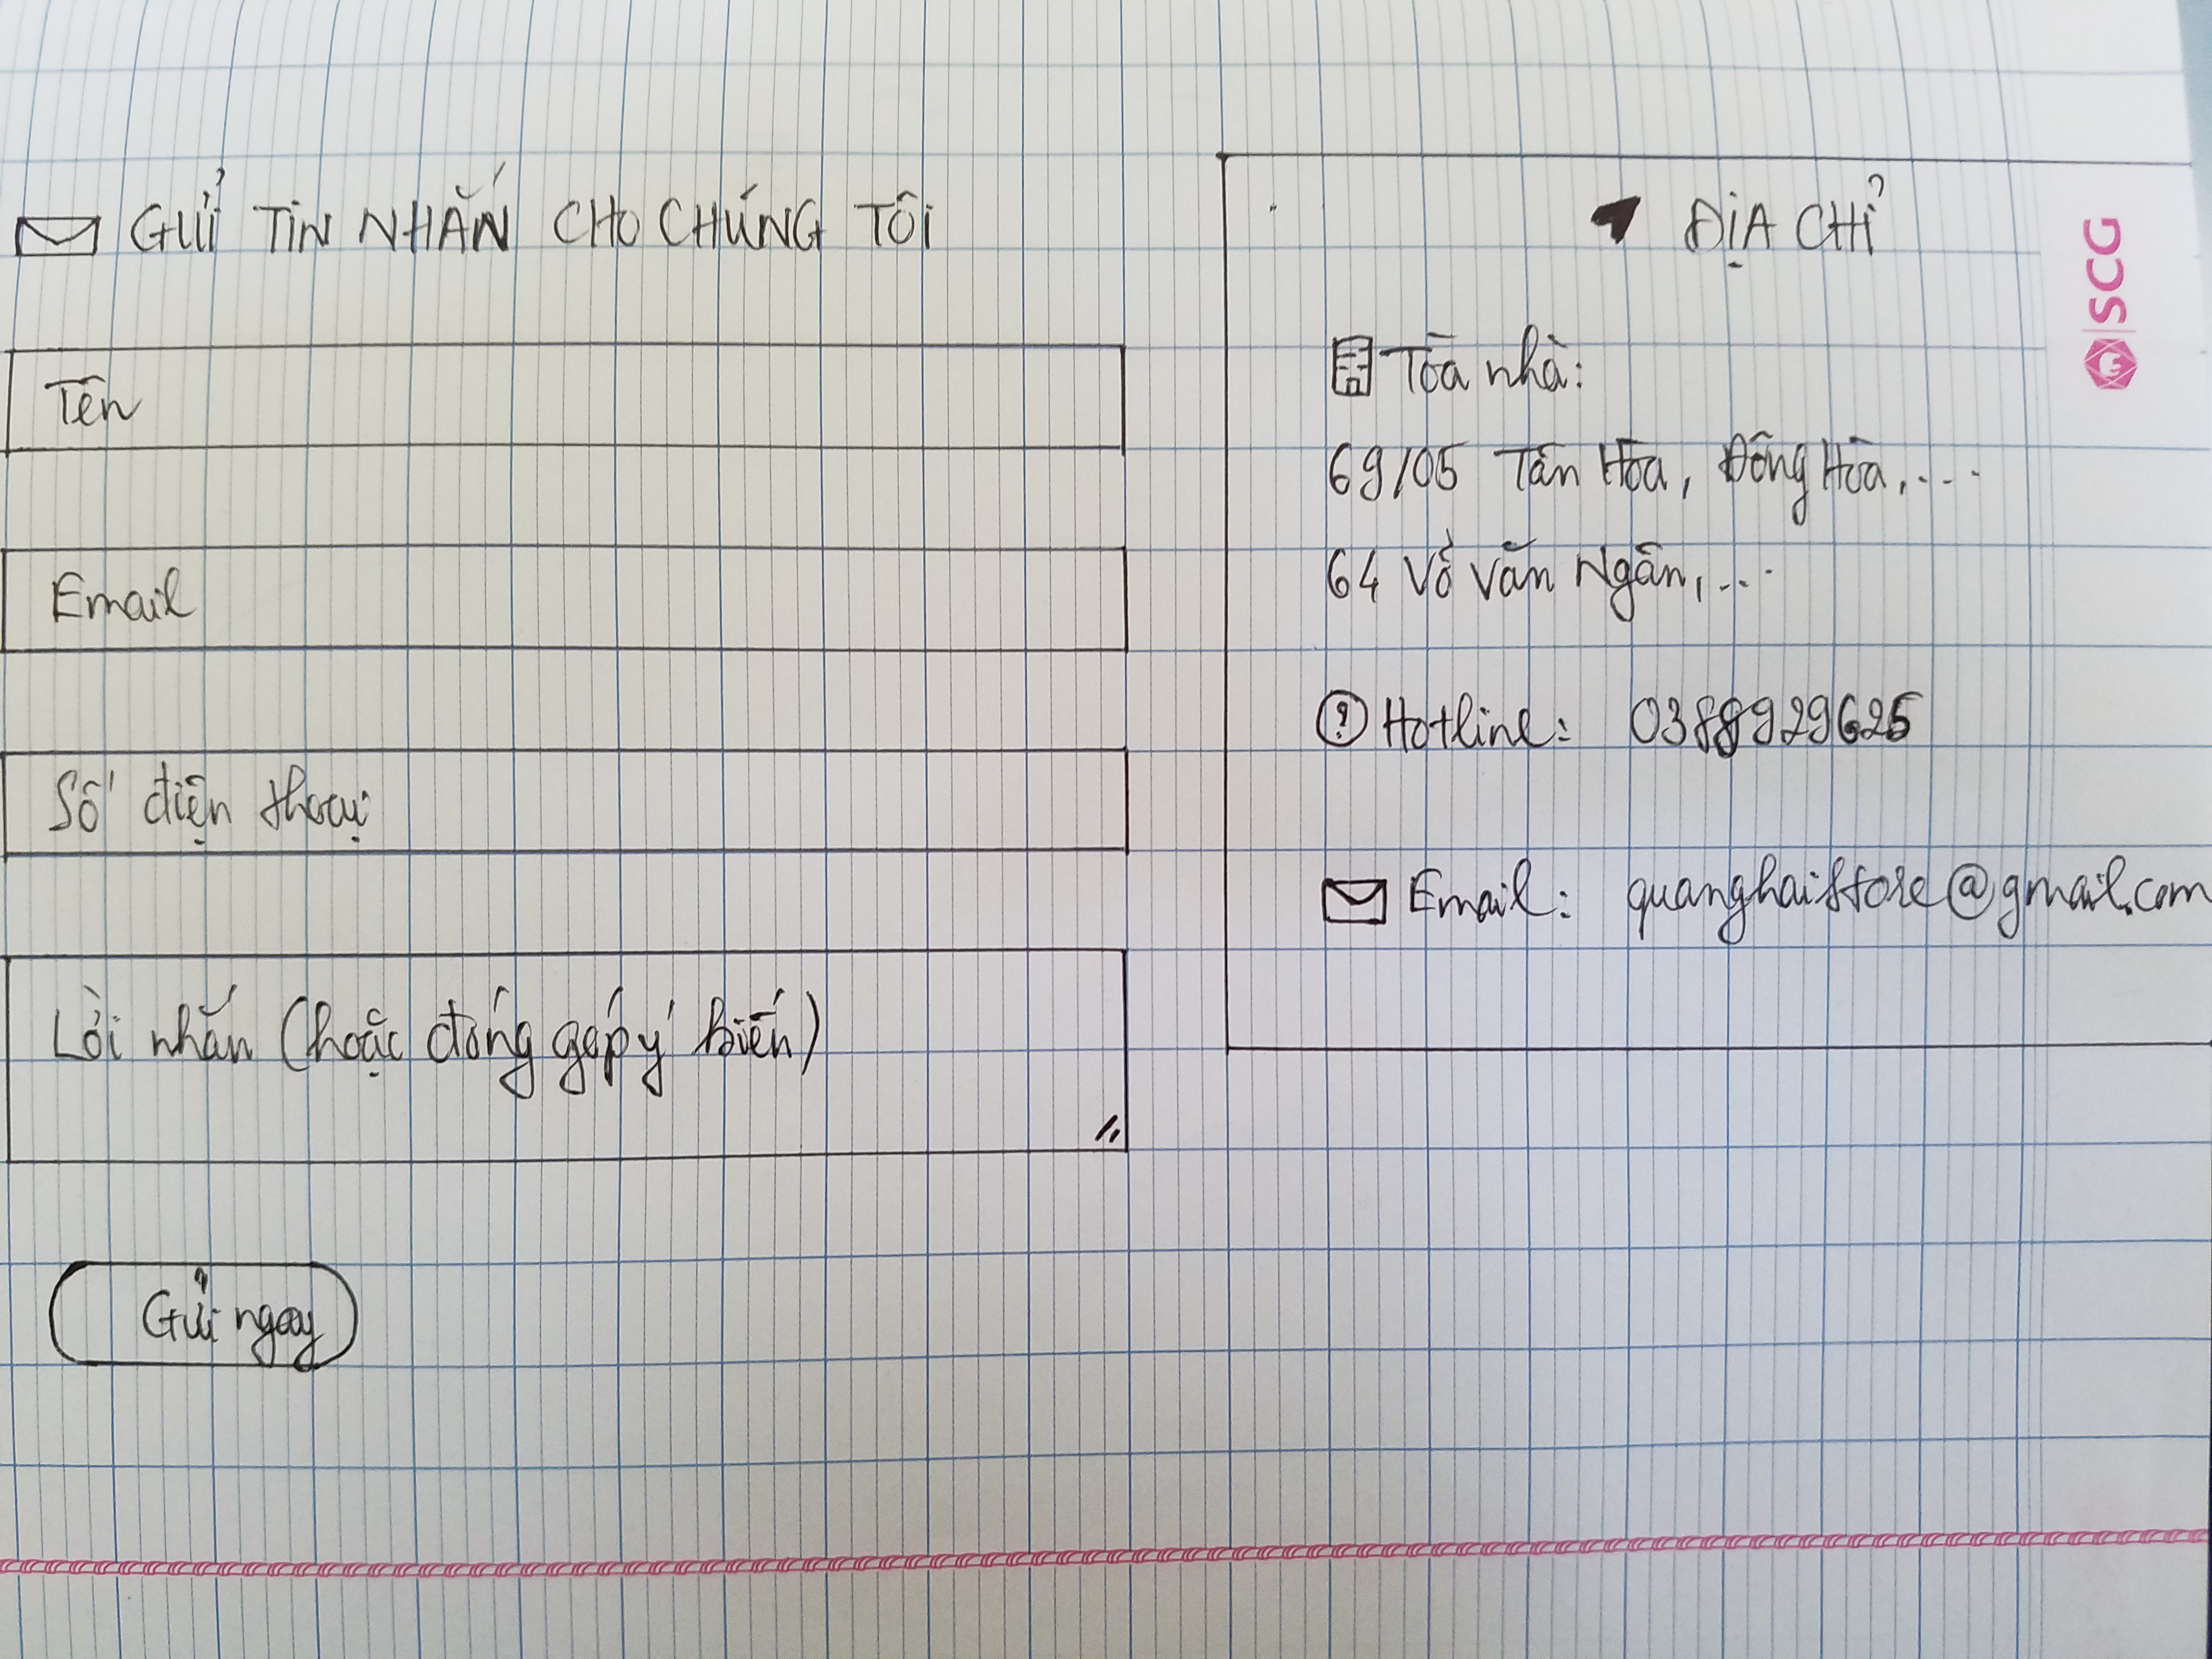 GỬI TIN NHẮN CHO CHÚNG TÔI
Tên
Email
Số điện thoại
Lời nhắn (hoặc đóng góp ý kiến)
Gửi ngay
ĐỊA CHỈ
Tòa nhà:
69/05 Tân Hòa, Đông Hòa, ....
64 Võ Văn Ngân, ...
Hotline: 0388929625
Email: quanghaistore@gmail.com
SCG